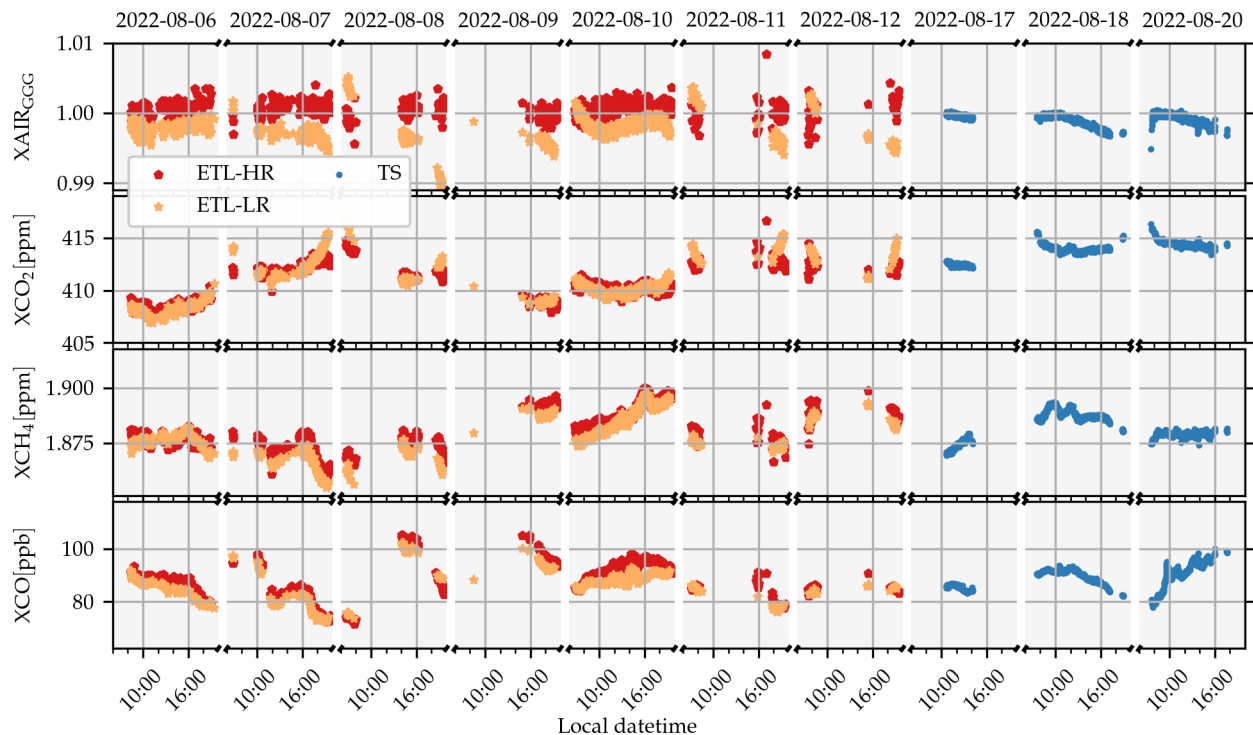 2022-08-06 2022-08-07 2022-08-08 2022-08-09 2022-08-10 2022-08-11 2022-08-12 2022-08-17 2022-08-18 2022-08-20
XAIR_GGG
1.01
1.00
0.99
ETL-HR
TS
ETL-LR
XCO₂[ppm]
415
410
405
XCH₄[ppm]
1.900
1.875
XCO[ppb]
100
80
10:00 16:00 10:00 16:00 10:00 16:00 10:00 16:00 10:00 16:00 10:00 16:00 10:00 16:00 10:00 16:00 10:00 16:00 10:00 16:00
Local datetime